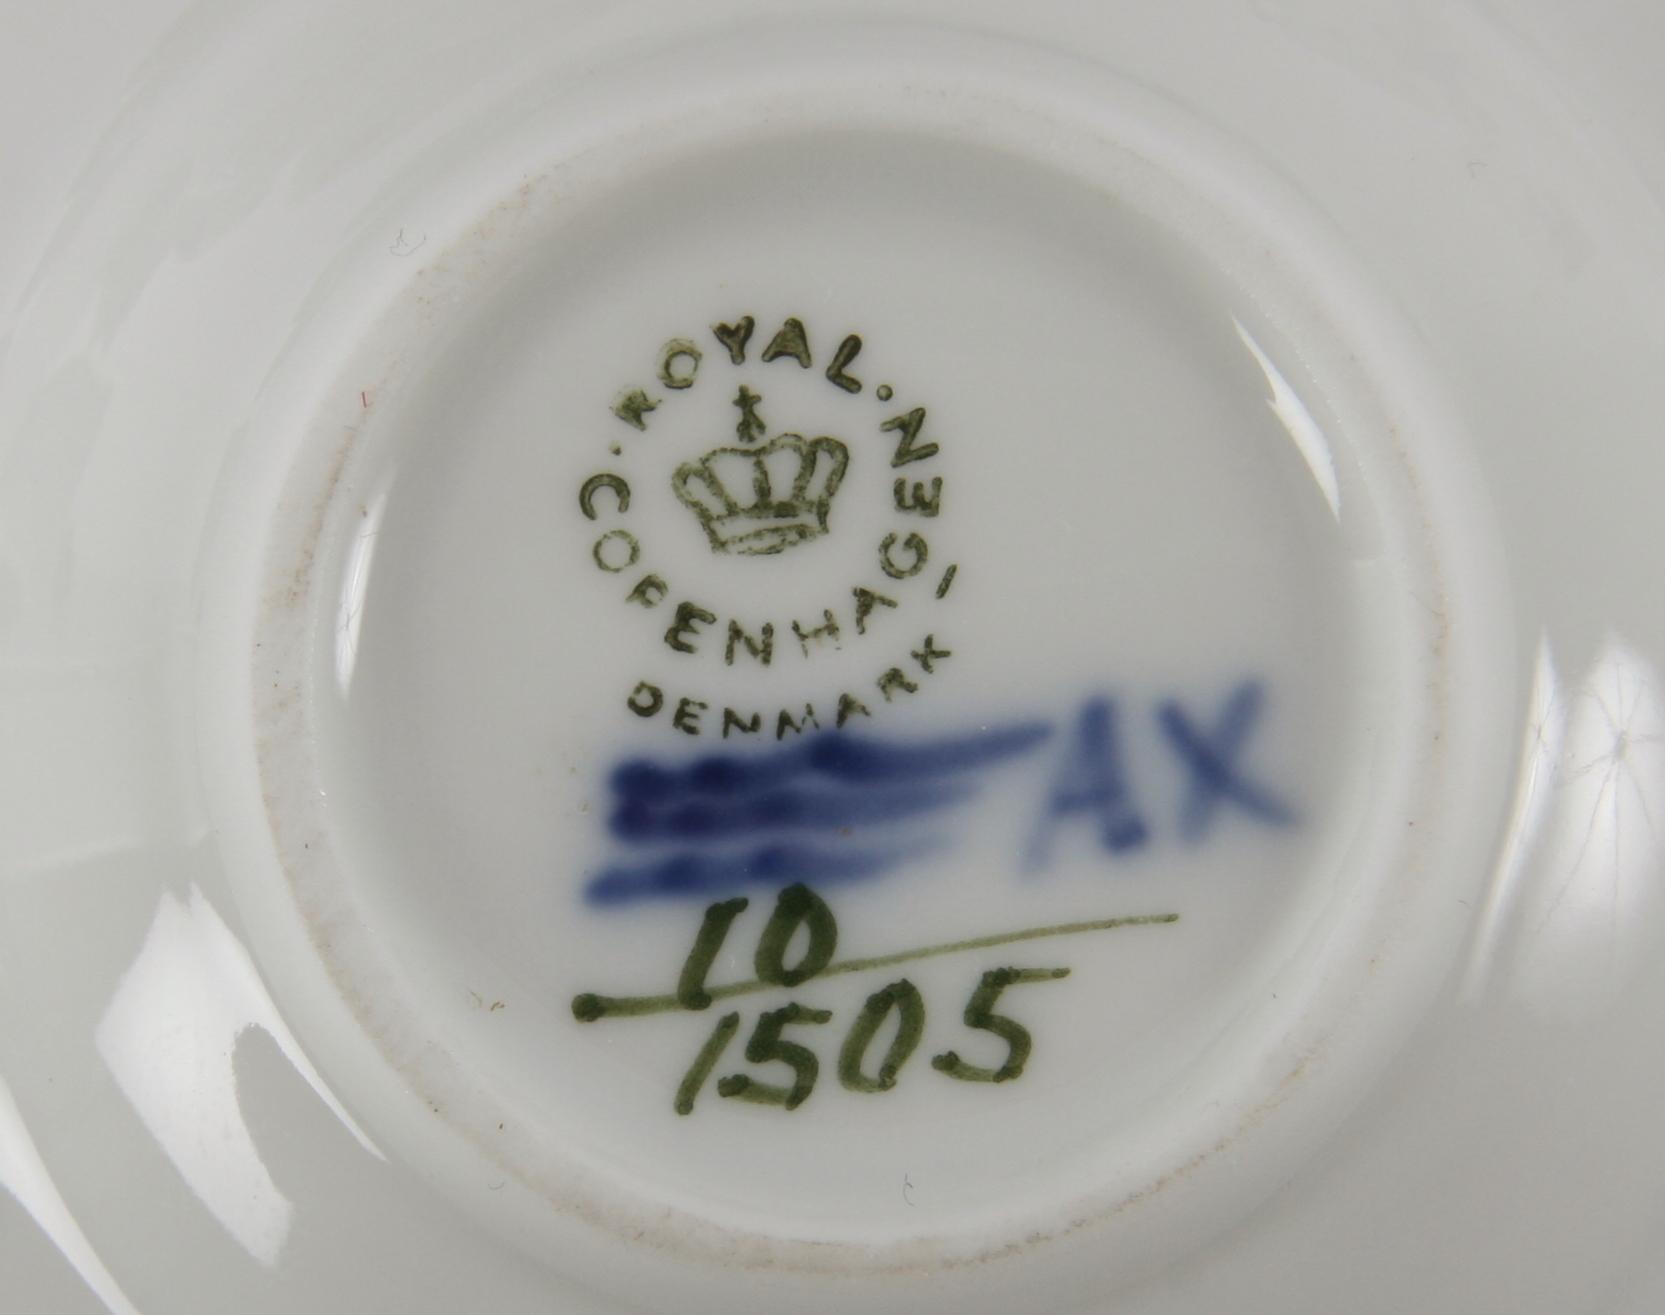 ROYAL · COPENHAGEN ·
DENMARK
AX
10
1505